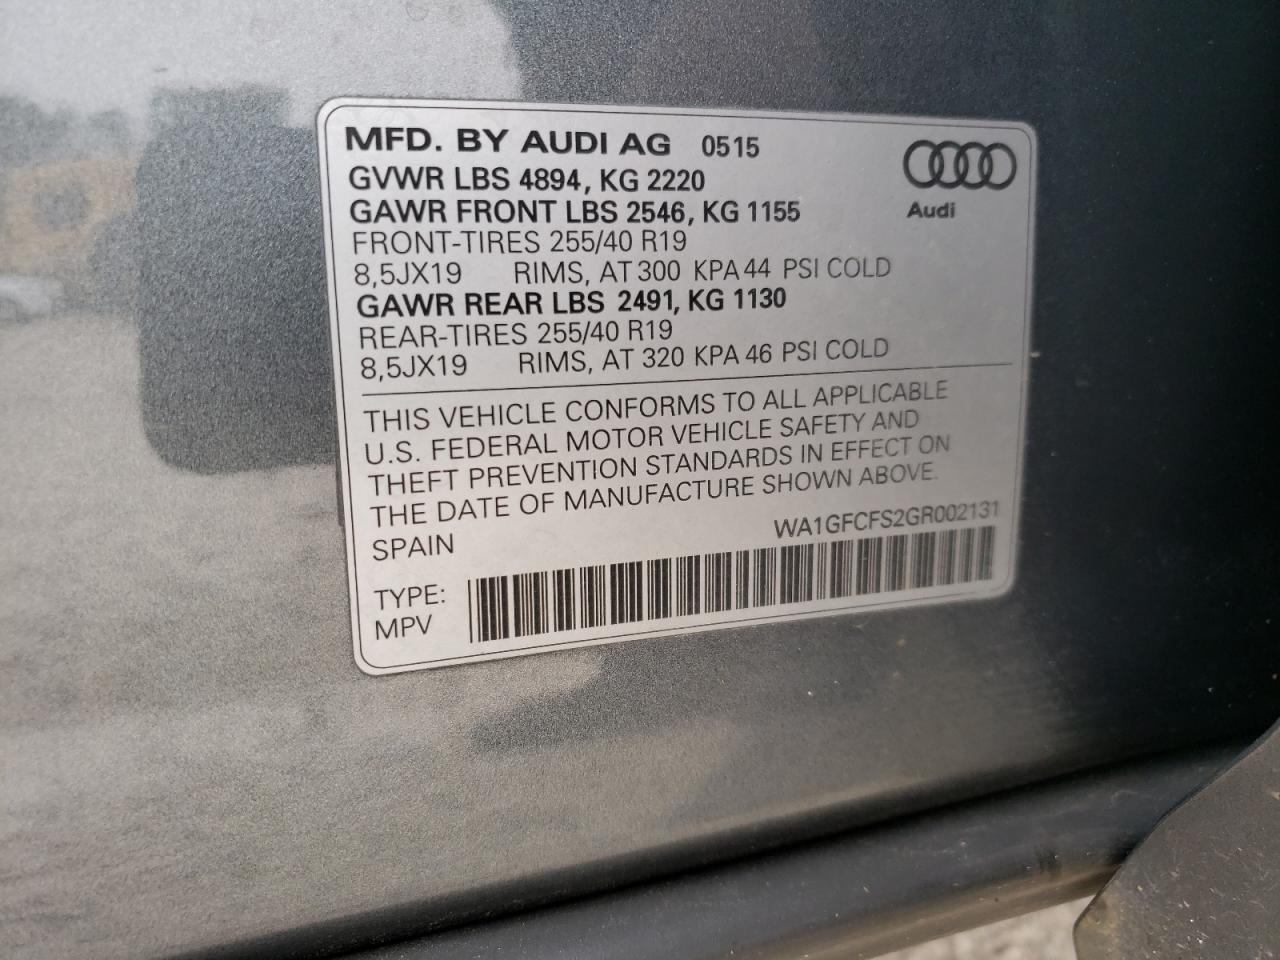 MFD. BY AUDI AG 0515
GVWR LBS 4894, KG 2220
GAWR FRONT LBS 2546, KG 1155
Audi
FRONT-TIRES 255/40 R19
8,5JX19 RIMS, AT 300 KPA 44 PSI COLD
GAWR REAR LBS 2491, KG 1130
REAR-TIRES 255/40 R19
8,5JX19 RIMS, AT 320 KPA 46 PSI COLD
THIS VEHICLE CONFORMS TO ALL APPLICABLE
U.S. FEDERAL MOTOR VEHICLE SAFETY AND
THEFT PREVENTION STANDARDS IN EFFECT ON
THE DATE OF MANUFACTURE SHOWN ABOVE.
SPAIN WA1GFCFS2GR002131
TYPE:
MPV